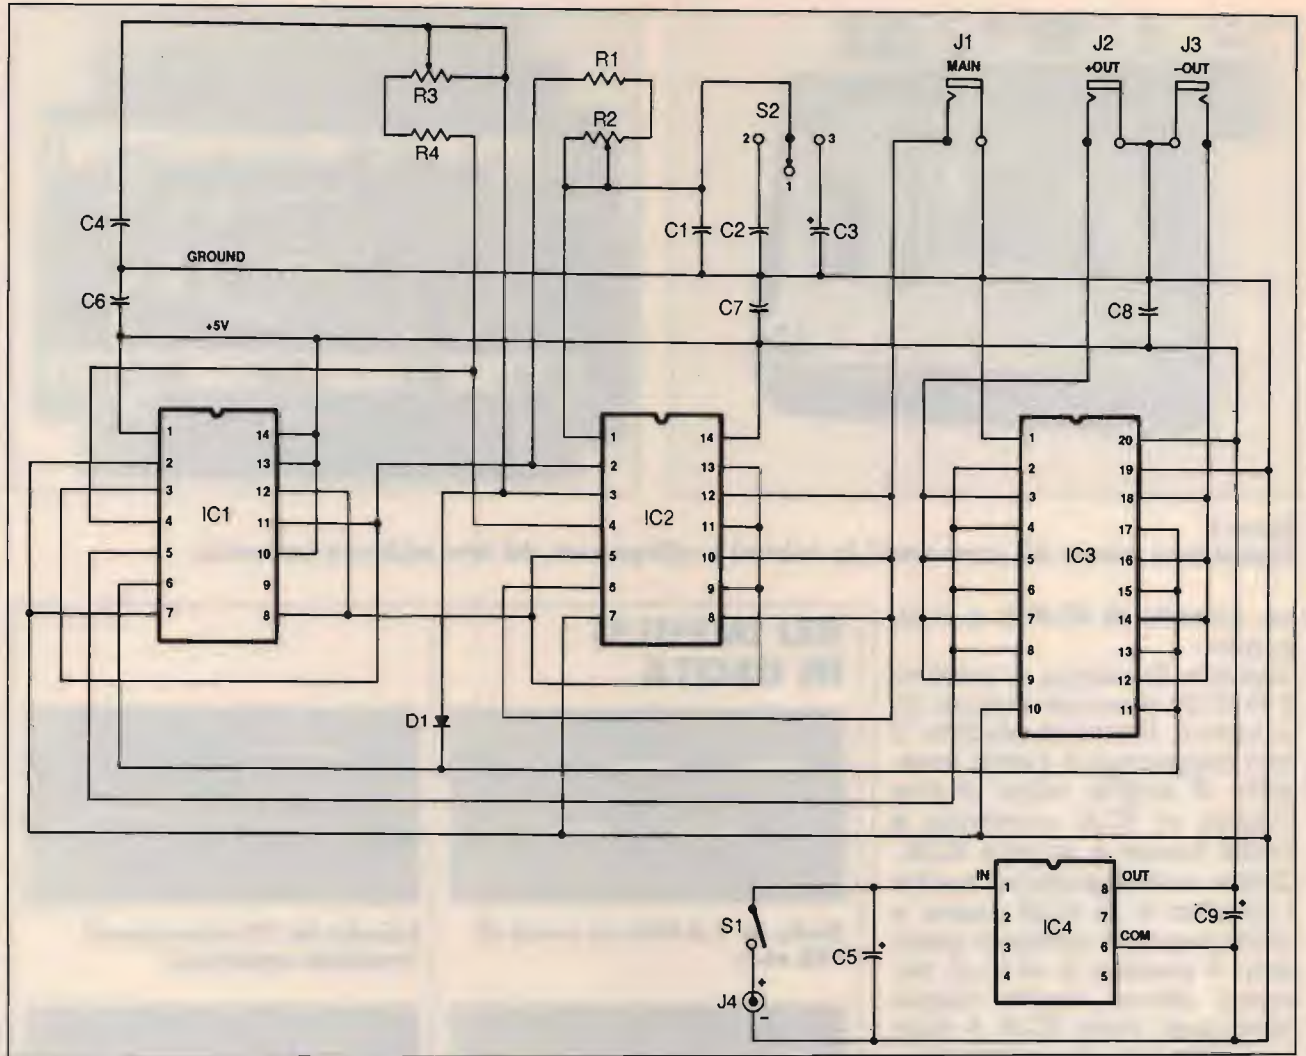 J1
MAIN
J2
+OUT
J3
-OUT
R1
R3
R2
S2
2
3
1
R4
C4
C1
C2
C3
GROUND
C6
+5V
C7
C8
1
2
3
4
5
6
7
14
13
12
11
10
9
8
IC1
1
2
3
4
5
6
7
14
13
12
11
10
9
8
IC2
1
2
3
4
5
6
7
8
9
10
20
19
18
17
16
15
14
13
12
11
IC3
D1
IN
1
2
3
4
8
7
6
5
IC4
OUT
COM
C9
+
S1
C5
+
J4
+
-